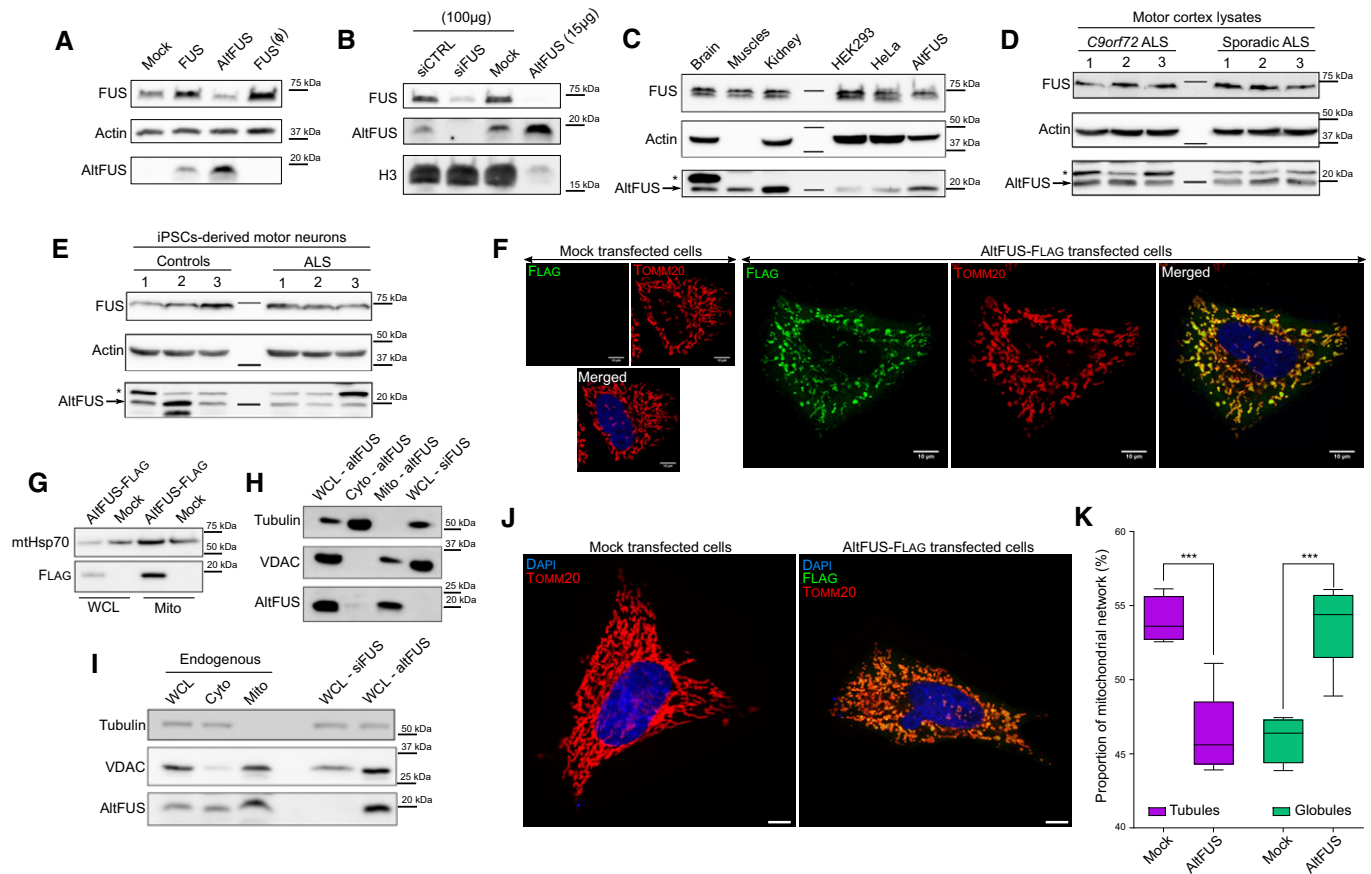 A
Mock
FUS
AltFUS
FUS(ϕ)
FUS
75 kDa
Actin
37 kDa
AltFUS
20 kDa
B
(100µg)
siCTRL
siFUS
Mock
AltFUS (15µg)
FUS
75 kDa
AltFUS
20 kDa
H3
15 kDa
C
Brain
Muscles
Kidney
HEK293
HeLa
AltFUS
FUS
75 kDa
Actin
50 kDa
37 kDa
*
AltFUS
20 kDa
D
Motor cortex lysates
C9orf72 ALS
Sporadic ALS
1 2 3 1 2 3
FUS
75 kDa
Actin
50 kDa
37 kDa
*
AltFUS
20 kDa
E
iPSCs-derived motor neurons
Controls
ALS
1 2 3 1 2 3
FUS
75 kDa
Actin
50 kDa
37 kDa
*
AltFUS
20 kDa
F
Mock transfected cells
AltFUS-FLAG transfected cells
FLAG
TOMM20
10 µm
10 µm
Merged
10 µm
FLAG
TOMM20
Merged
10 µm
10 µm
10 µm
G
AltFUS-FLAG
Mock
AltFUS-FLAG
Mock
mtHsp70
75 kDa
50 kDa
FLAG
20 kDa
WCL
Mito
H
WCL - altFUS
Cyto - altFUS
Mito - altFUS
WCL - siFUS
Tubulin
50 kDa
VDAC
37 kDa
AltFUS
25 kDa
20 kDa
I
Endogenous
WCL
Cyto
Mito
WCL - siFUS
WCL - altFUS
Tubulin
50 kDa
VDAC
37 kDa
25 kDa
AltFUS
20 kDa
J
Mock transfected cells
AltFUS-FLAG transfected cells
DAPI
TOMM20
DAPI
FLAG
TOMM20
K
Proportion of mitochondrial network (%)
60
55
50
45
40
***
***
Tubules
Globules
Mock
AltFUS
Mock
AltFUS